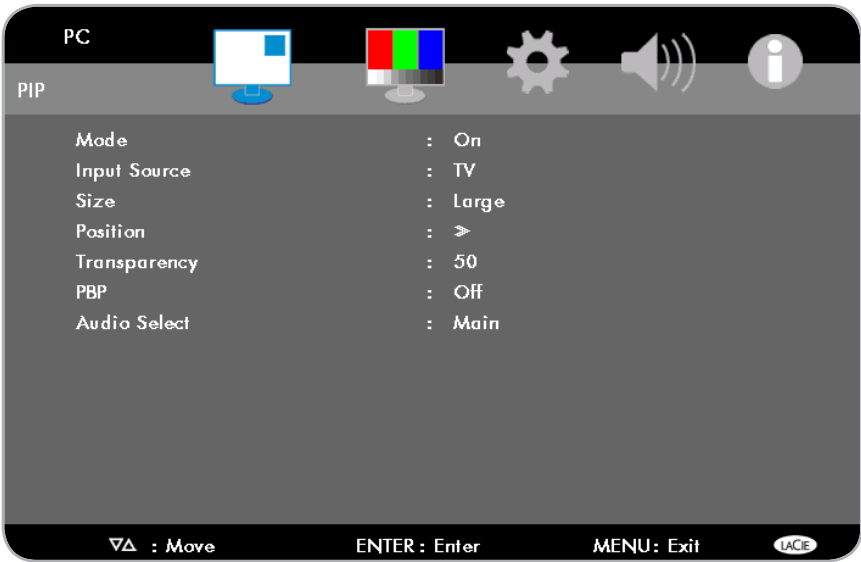 PC
PIP
Mode : On
Input Source : TV
Size : Large
Position : ⪢
Transparency : 50
PBP : Off
Audio Select : Main
▽△ : Move ENTER : Enter MENU : Exit LACIE